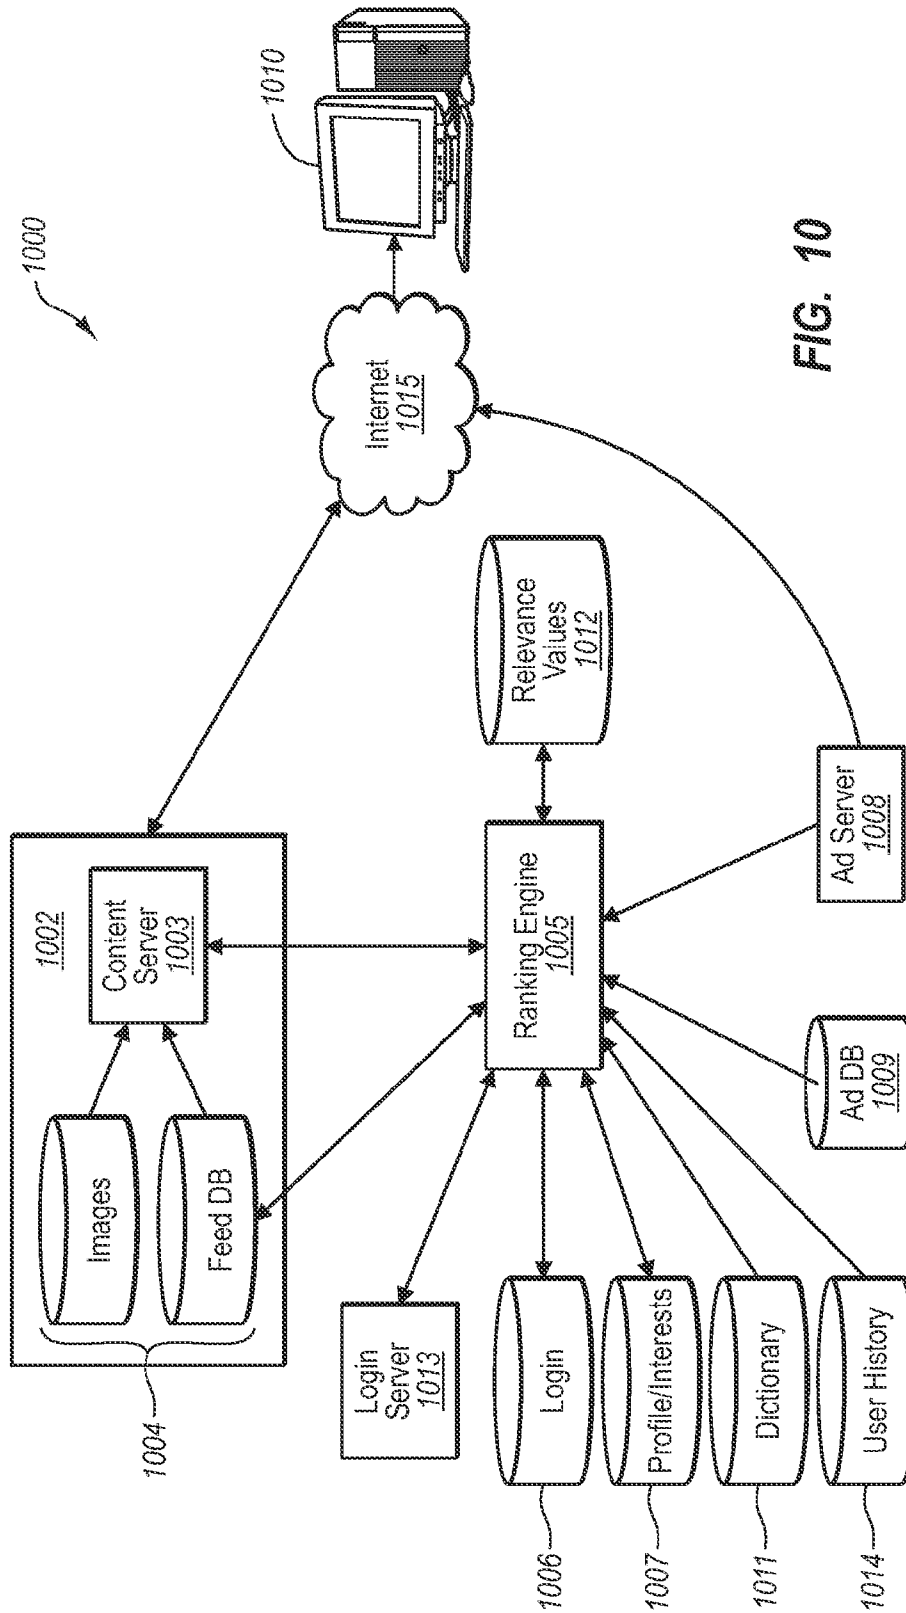 1000
1002
Content
Server
1003
Images
Feed DB
1004
Internet
1015
1010
Login
Server
1013
Ranking Engine
1005
Relevance
Values
1012
Login
1006
Profile/Interests
1007
Dictionary
1011
User History
1014
Ad DB
1009
Ad Server
1008
FIG. 10